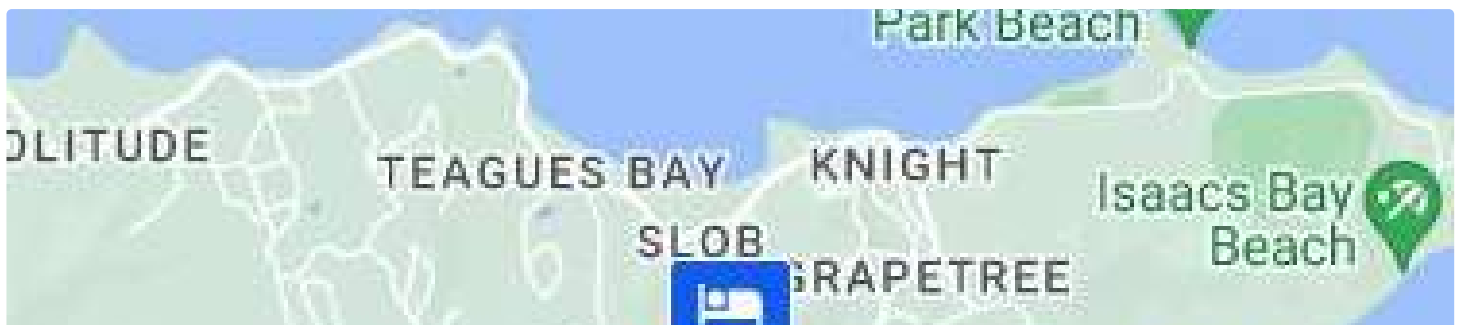 Park Beach
OLITUDE
TEAGUES BAY
KNIGHT
Isaacs Bay
Beach
SLOB
GRAPETREE